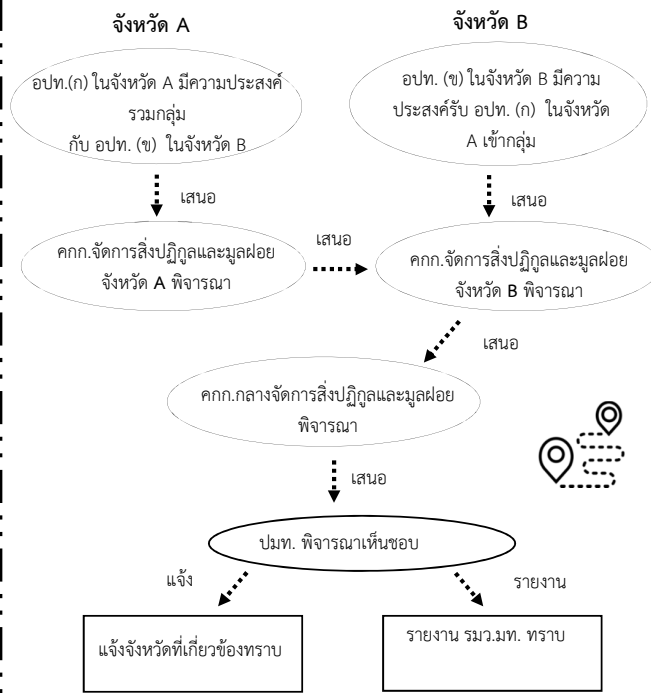 จังหวัด A
จังหวัด B
อปท.(ก) ในจังหวัด A มีความประสงค์
รวมกลุ่ม
กับ อปท. (ข) ในจังหวัด B
อปท. (ข) ในจังหวัด B มีความ
ประสงค์รับ อปท. (ก) ในจังหวัด
A เข้ากลุ่ม
เสนอ
เสนอ
คกก.จัดการสิ่งปฏิกูลและมูลฝอย
จังหวัด A พิจารณา
เสนอ
คกก.จัดการสิ่งปฏิกูลและมูลฝอย
จังหวัด B พิจารณา
เสนอ
คกก.กลางจัดการสิ่งปฏิกูลและมูลฝอย
พิจารณา
เสนอ
ปมท. พิจารณาเห็นชอบ
แจ้ง
รายงาน
แจ้งจังหวัดที่เกี่ยวข้องทราบ
รายงาน รมว.มท. ทราบ